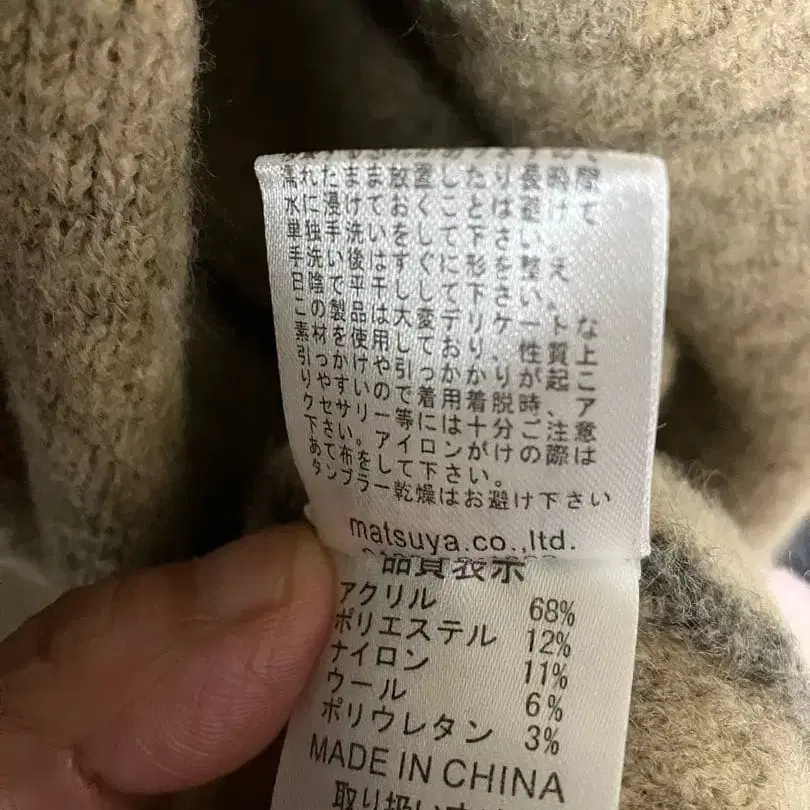 濡れたまま放置したり長
水に浸けておくことは避け
単独手洗いをして下さい。
手洗後はすぐに形を整え、
日陰で平干しして下さい。
この製品は大変デリケートな
素材を使用しており、性質上
引っかけや引っかかりが起こ
りやすいので着用着脱時、ア
クセサリー等には十分ご注意
下さい。アイロンがけの際は
あて布をして下さい。
タンブラー乾燥はお避け下さい
matsuya.co.,ltd.
品質表示
アクリル 68%
ポリエステル 12%
ナイロン 11%
ウール 6%
ポリウレタン 3%
MADE IN CHINA
取り扱い